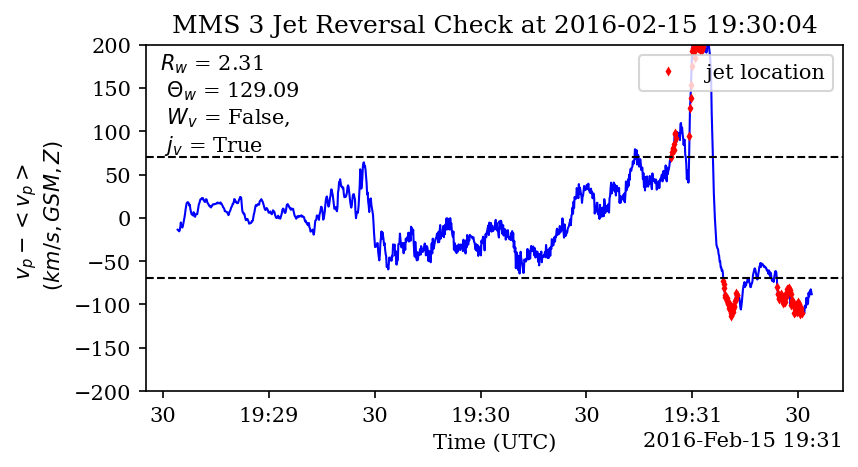 MMS 3 Jet Reversal Check at 2016-02-15 19:30:04
200
150
100
50
0
−50
−100
−150
−200
v_p − < v_p >
(km/s, GSM, Z)
R_w = 2.31
Θ_w = 129.09
W_v = False,
j_v = True
jet location
30 19:29 30 19:30 30 19:31 30
Time (UTC)
2016-Feb-15 19:31